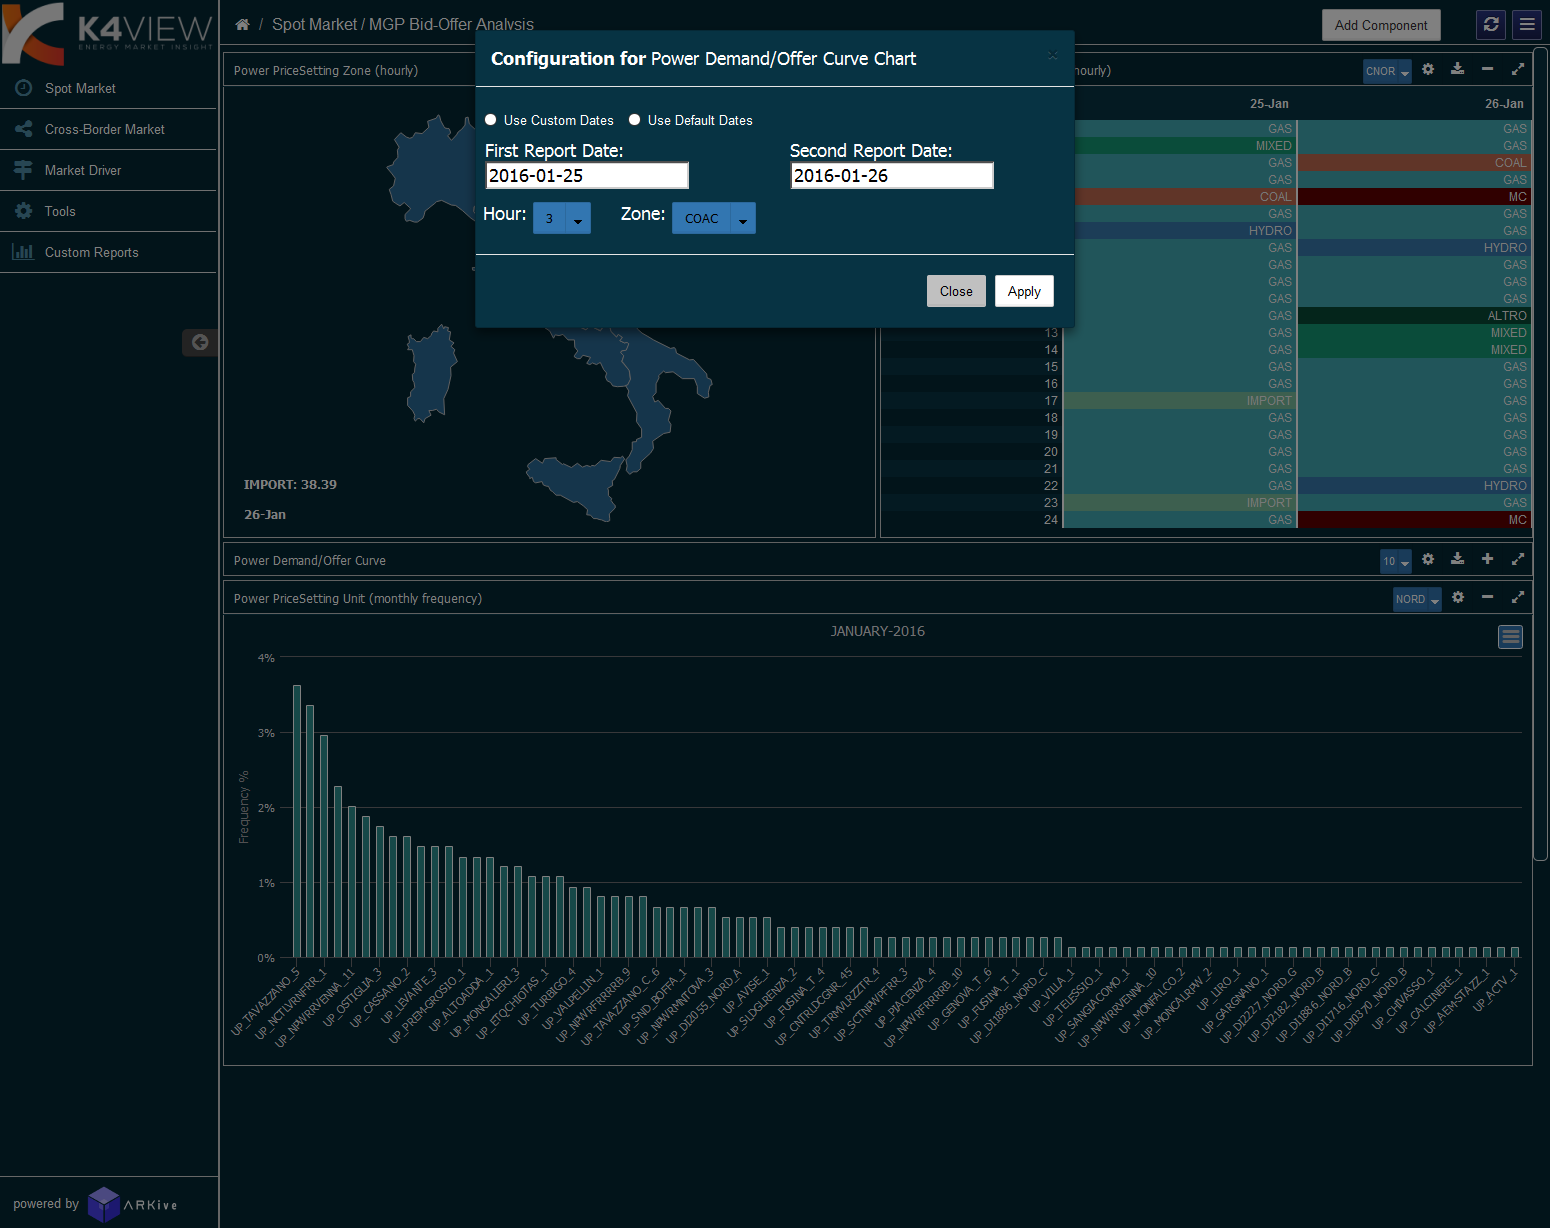 K4VIEW
ENERGY MARKET INSIGHT
Spot Market / MGP Bid-Offer Analysis
Add Component
Spot Market
Cross-Border Market
Market Driver
Tools
Custom Reports
powered by ARKive
Configuration for Power Demand/Offer Curve Chart
×
Use Custom Dates
Use Default Dates
First Report Date:
2016-01-25
Second Report Date:
2016-01-26
Hour: 3
Zone: COAC
Close
Apply
Power PriceSetting Zone (hourly)
IMPORT: 38.39
26-Jan
hourly)
CNOR
25-Jan 26-Jan
GAS GAS
MIXED GAS
GAS COAL
GAS GAS
COAL MC
GAS GAS
HYDRO GAS
GAS HYDRO
GAS GAS
GAS GAS
GAS GAS
GAS ALTRO
13 GAS MIXED
14 GAS MIXED
15 GAS GAS
16 GAS GAS
17 IMPORT GAS
18 GAS GAS
19 GAS GAS
20 GAS GAS
21 GAS GAS
22 GAS HYDRO
23 IMPORT GAS
24 GAS MC
Power Demand/Offer Curve
10
Power PriceSetting Unit (monthly frequency)
NORD
JANUARY-2016
Frequency %
4%
3%
2%
1%
0%
UP_TAVAZZANO_5
UP_NCTLVRNFRR_1
UP_NPWRRVENNA_11
UP_OSTIGLIA_3
UP_CASSANO_2
UP_LEVANTE_3
UP_PREMGROSIO_1
UP_ALTOADDA_1
UP_MONCALIERI_3
UP_ETQCHIOTAS_1
UP_TURBIGO_4
UP_VALPELLIN_1
UP_NPWRFRRRRB_9
UP_TAVAZZANO_C_6
UP_SND_BOFFA_1
UP_NPWRMNTOVA_3
UP_DI2055_NORD_A
UP_AVISE_1
UP_SLDGLRENZA_2
UP_FUSINA_T_4
UP_CNTRLDCGNR_45
UP_TRMVLRZZTR_4
UP_SCTNPWPFRR_3
UP_PIACENZA_4
UP_NPWRFRRRRB_10
UP_GENOVA_T_6
UP_FUSINA_T_1
UP_DI1886_NORD_C
UP_VILLA_1
UP_TELESSIO_1
UP_SANGIACOMO_1
UP_NPWRRVENNA_10
UP_MONFALCO_2
UP_MONCALRPW_2
UP_LIRO_1
UP_GARGNANO_1
UP_DI2227_NORD_G
UP_DI2182_NORD_B
UP_DI1886_NORD_B
UP_DI1716_NORD_C
UP_DI0370_NORD_B
UP_CHIVASSO_1
UP_CALCINERE_1
UP_AEM-STAZZ_1
UP_ACTV_1